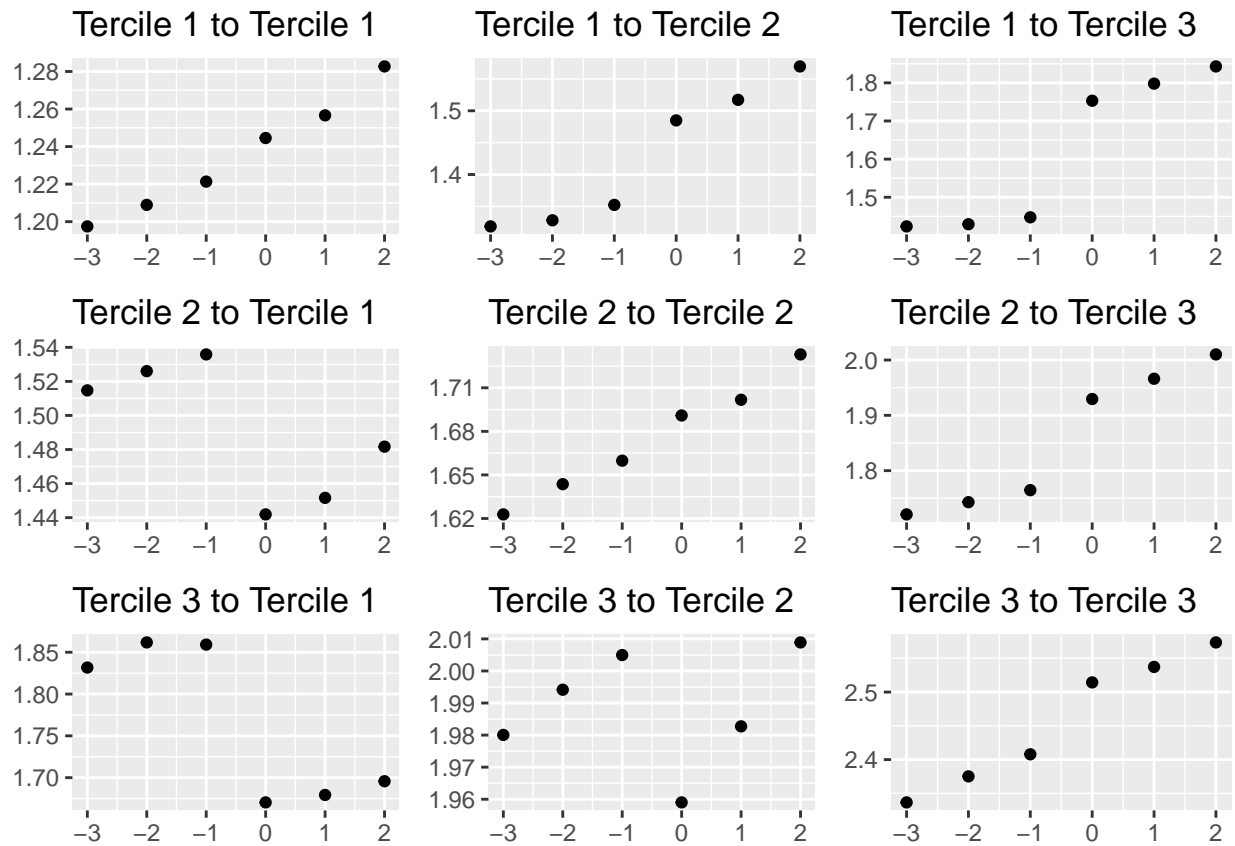 Tercile 1 to Tercile 1
1.28
1.26
1.24
1.22
1.20
−3 −2 −1 0 1 2
Tercile 1 to Tercile 2
1.5
1.4
−3 −2 −1 0 1 2
Tercile 1 to Tercile 3
1.8
1.7
1.6
1.5
−3 −2 −1 0 1 2
Tercile 2 to Tercile 1
1.54
1.52
1.50
1.48
1.46
1.44
−3 −2 −1 0 1 2
Tercile 2 to Tercile 2
1.71
1.68
1.65
1.62
−3 −2 −1 0 1 2
Tercile 2 to Tercile 3
2.0
1.9
1.8
−3 −2 −1 0 1 2
Tercile 3 to Tercile 1
1.85
1.80
1.75
1.70
−3 −2 −1 0 1 2
Tercile 3 to Tercile 2
2.01
2.00
1.99
1.98
1.97
1.96
−3 −2 −1 0 1 2
Tercile 3 to Tercile 3
2.5
2.4
−3 −2 −1 0 1 2